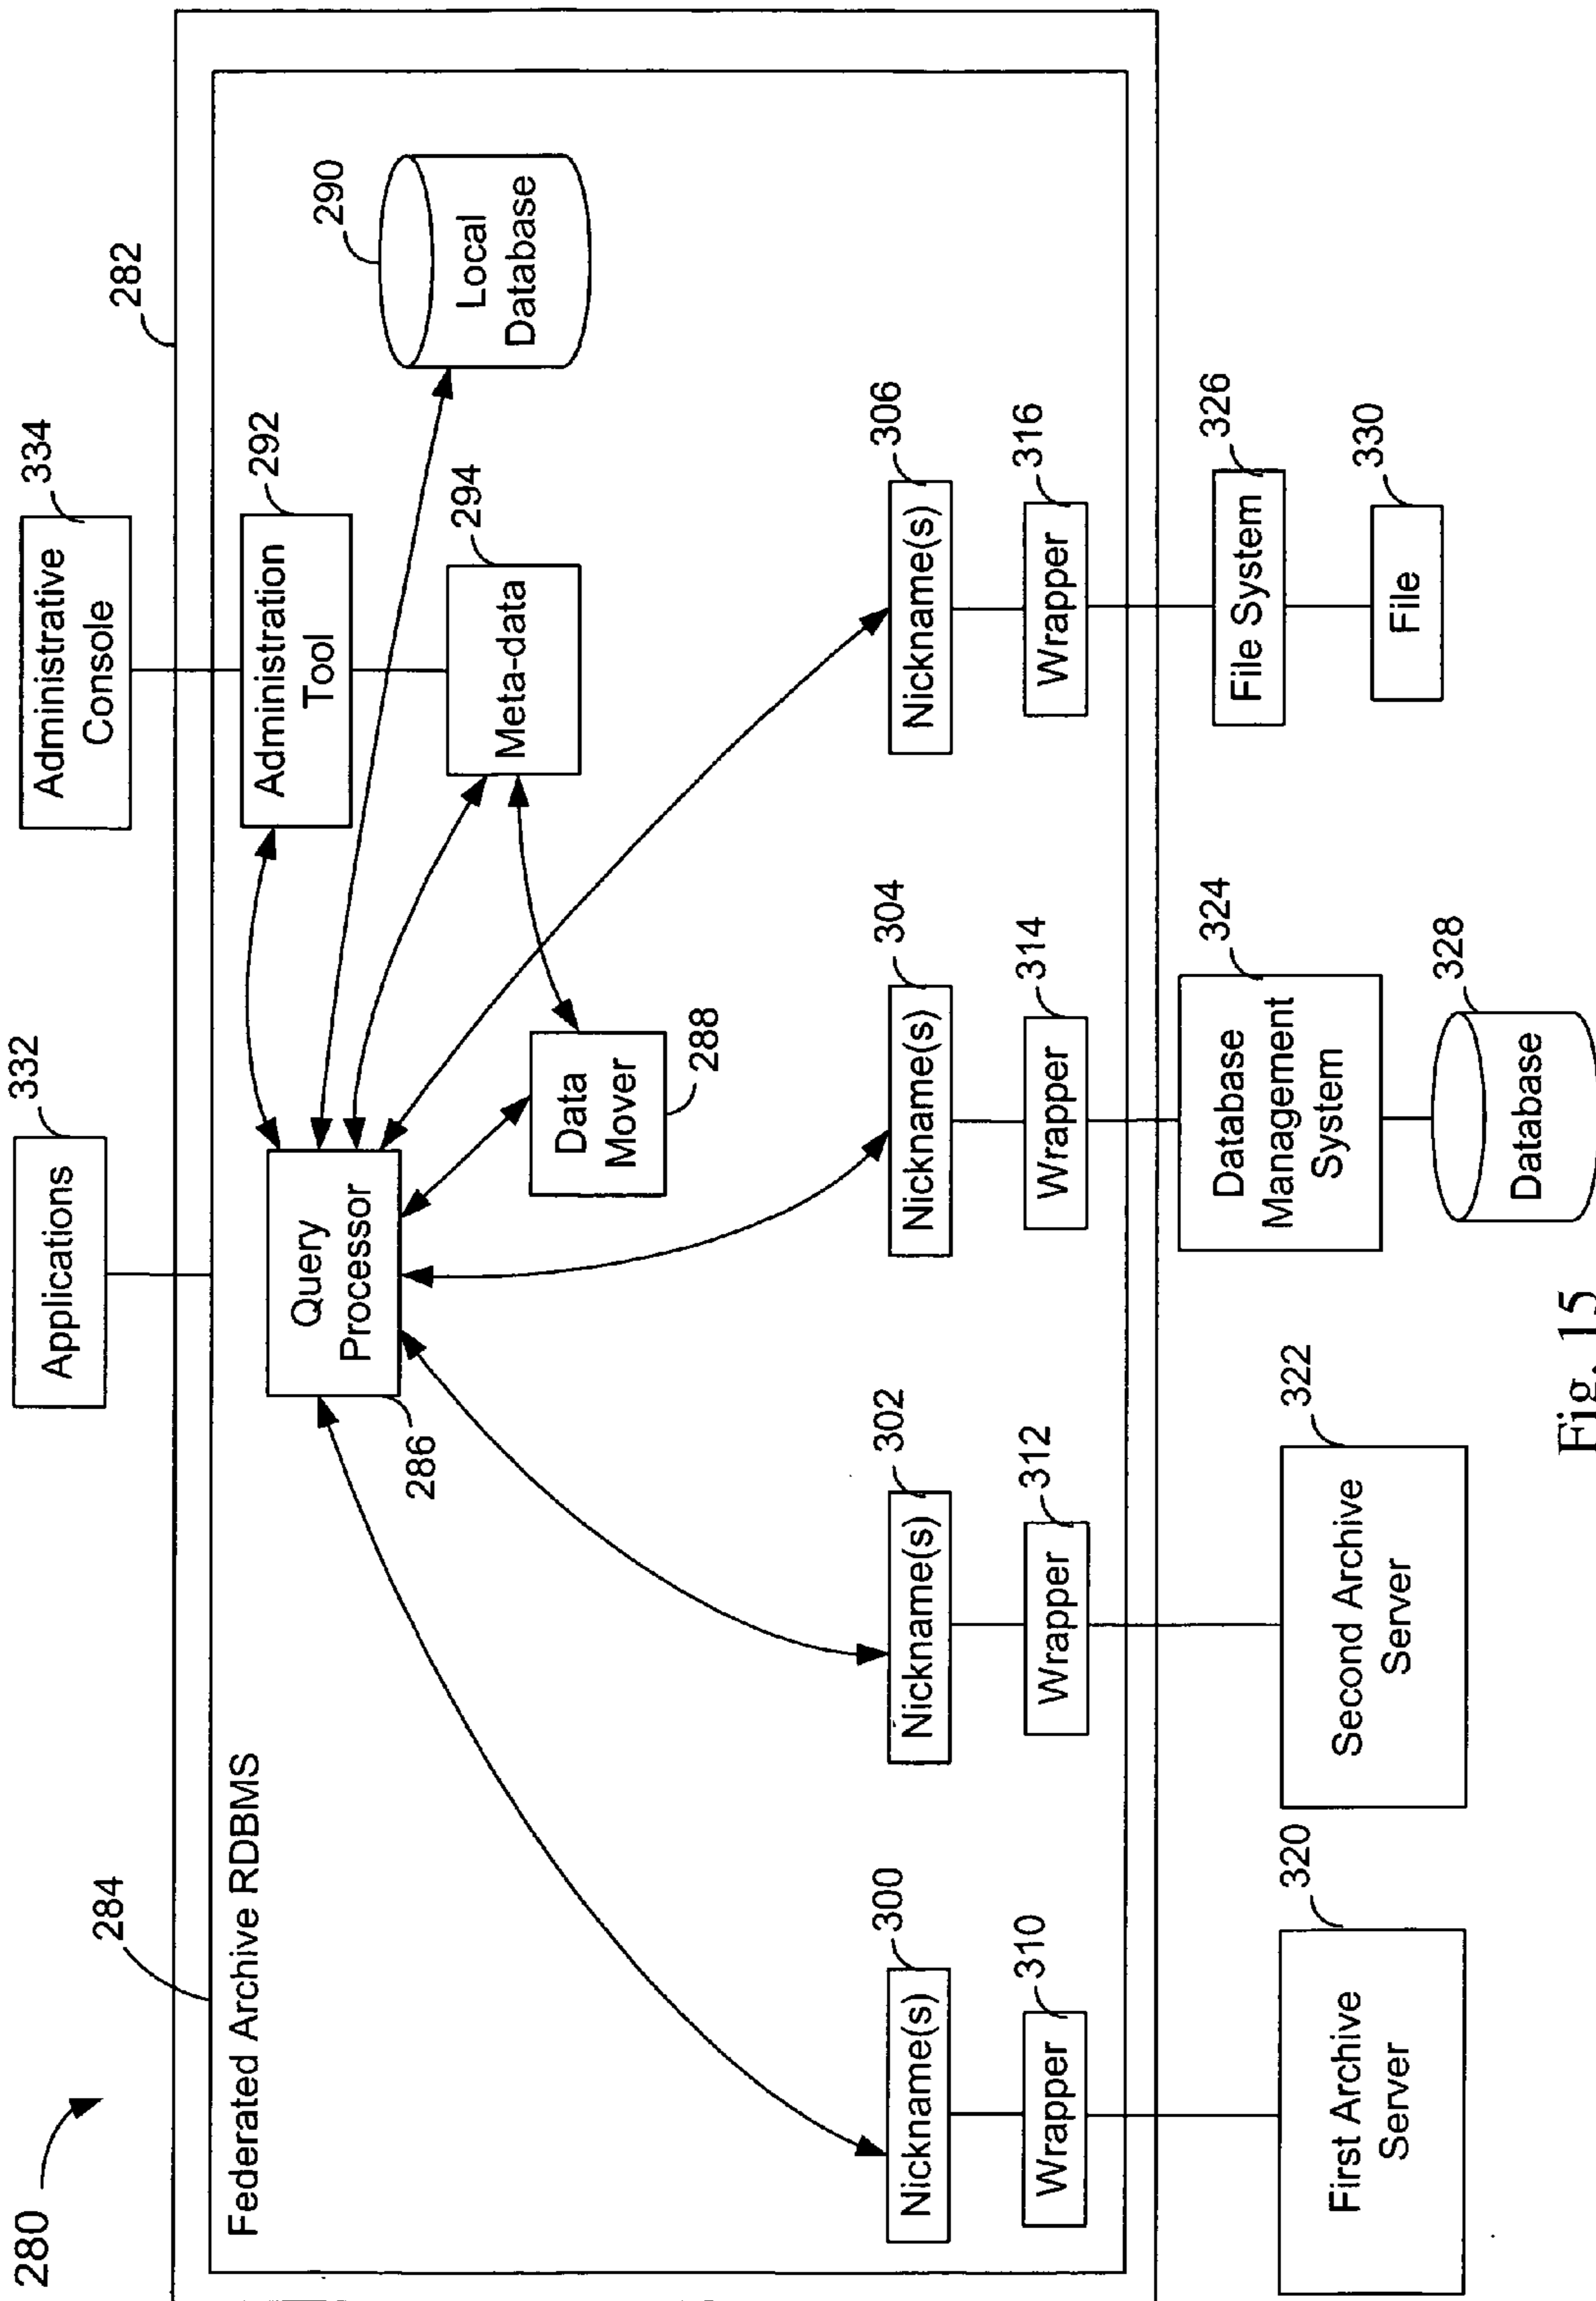 280
332
Applications
334
Administrative
Console
282
284
Federated Archive RDBMS
Query
Processor
286
Administration
Tool
292
Meta-data
294
290
Local
Database
Data
Mover
288
Nickname(s)
300
Nickname(s)
302
Nickname(s)
304
Nickname(s)
306
Wrapper
310
Wrapper
312
Wrapper
314
Wrapper
316
First Archive
Server
320
Second Archive
Server
322
Database
Management
System
324
File System
326
Database
328
File
330
Fig. 15